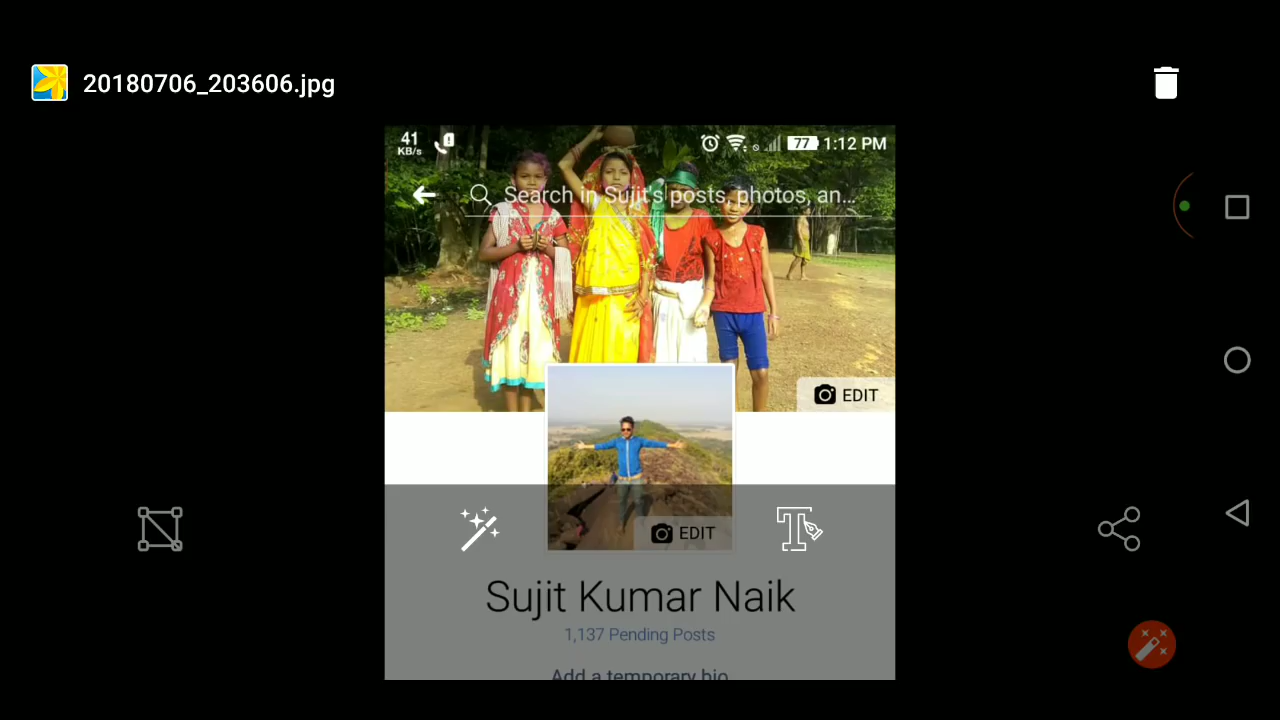 20180706_203606.jpg
41
KB/s
77 1:12 PM
Search in Sujit's posts, photos, an...
EDIT
EDIT
Sujit Kumar Naik
1,137 Pending Posts
Add a temporary bio